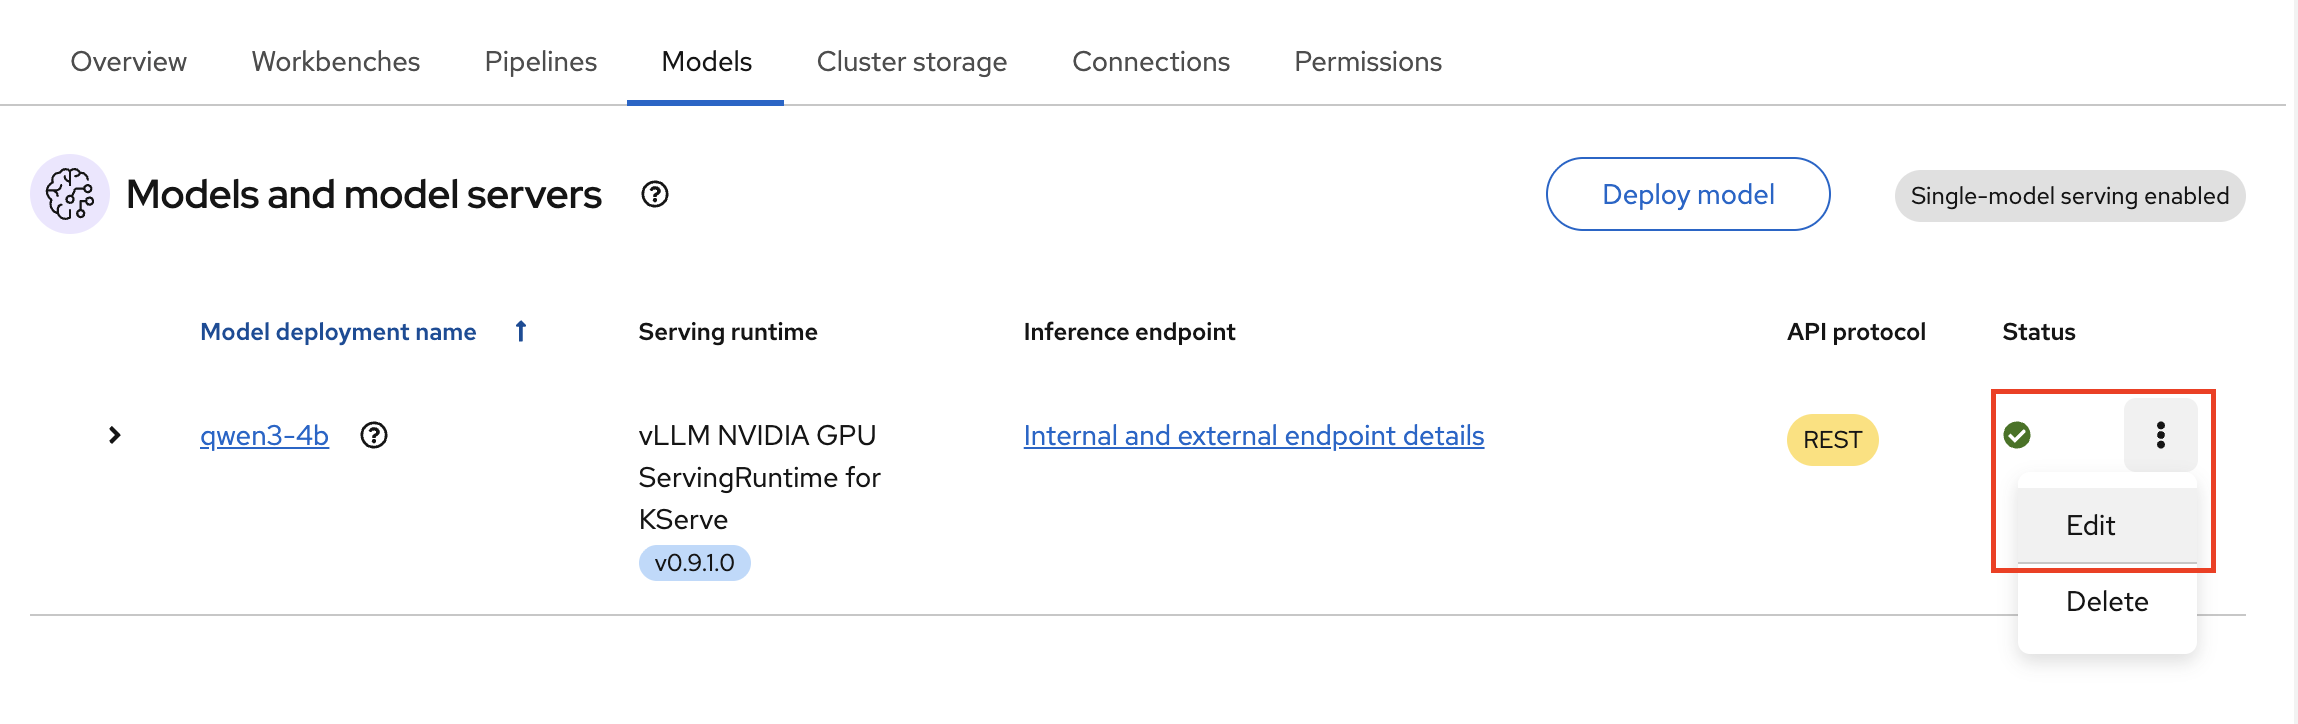 Overview Workbenches Pipelines Models Cluster storage Connections Permissions
Models and model servers
Deploy model
Single-model serving enabled
Model deployment name Serving runtime Inference endpoint API protocol Status
qwen3-4b
vLLM NVIDIA GPU
ServingRuntime for
KServe
v0.9.1.0
Internal and external endpoint details
REST
Edit
Delete